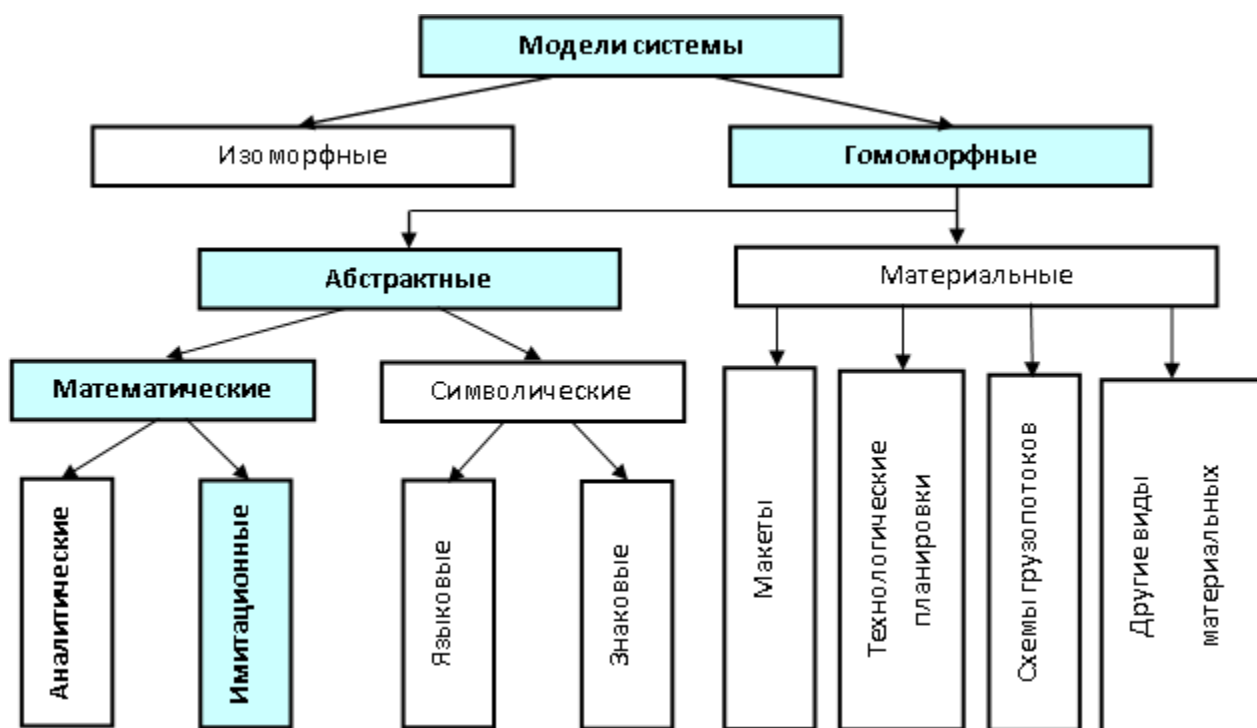 Модели системы
Изоморфные
Гомоморфные
Абстрактные
Материальные
Математические
Символические
Аналитические
Имитационные
Языковые
Знаковые
Макеты
Технологические
планировки
Схемы грузопотоков
Другие виды
материальных